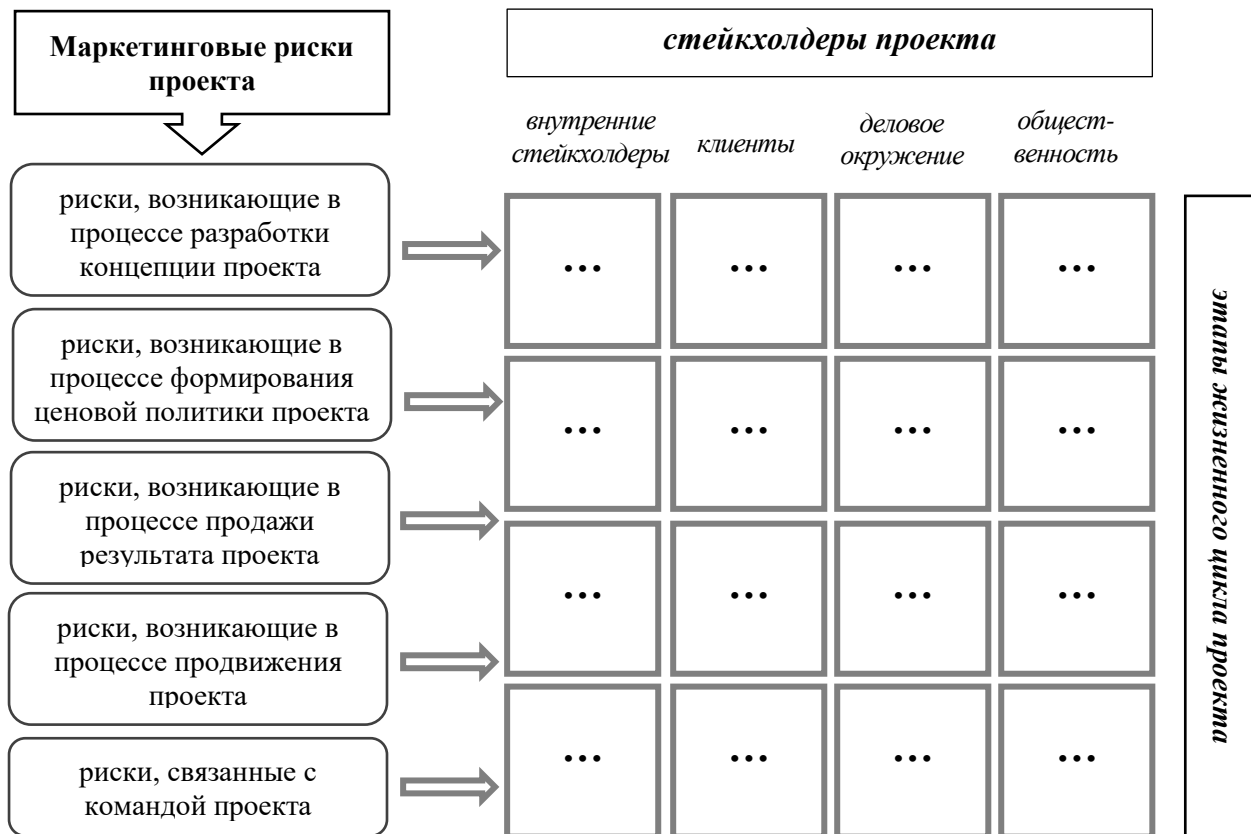 Маркетинговые риски
проекта
стейкхолдеры проекта
внутренние
стейкхолдеры
клиенты
деловое
окружение
общест-
венность
риски, возникающие в
процессе разработки
концепции проекта
... ... ... ...
риски, возникающие в
процессе формирования
ценовой политики проекта
... ... ... ...
риски, возникающие в
процессе продажи
результата проекта
... ... ... ...
риски, возникающие в
процессе продвижения
проекта
... ... ... ...
риски, связанные с
командой проекта
этапы жизненного цикла проекта